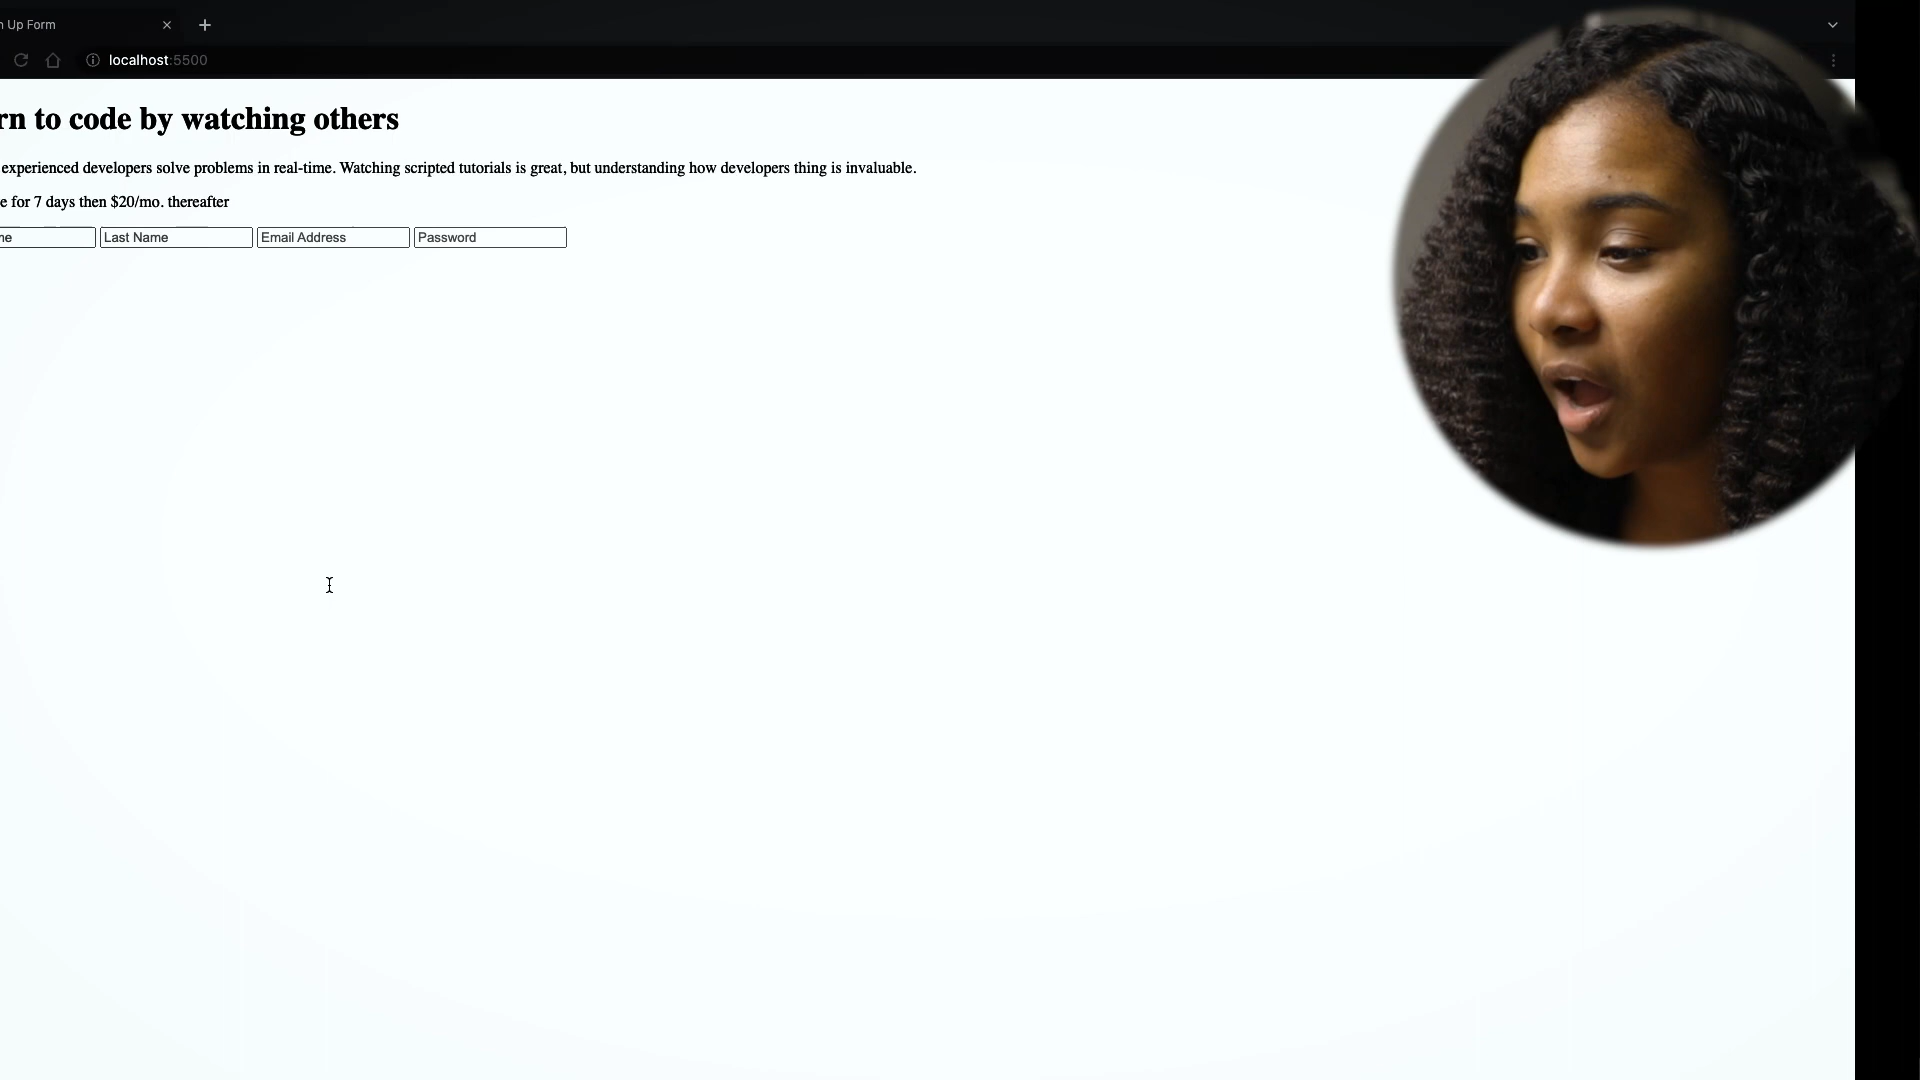 Up Form
localhost:5500
rn to code by watching others
experienced developers solve problems in real-time. Watching scripted tutorials is great, but understanding how developers thing is invaluable.
e for 7 days then $20/mo. thereafter
me Last Name Email Address Password